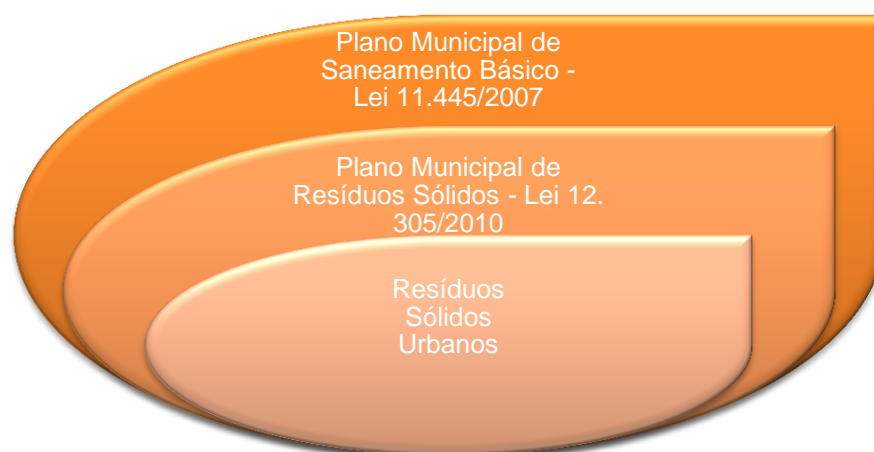 Plano Municipal de
Saneamento Básico -
Lei 11.445/2007
Plano Municipal de
Resíduos Sólidos - Lei 12.
305/2010
Resíduos
Sólidos
Urbanos